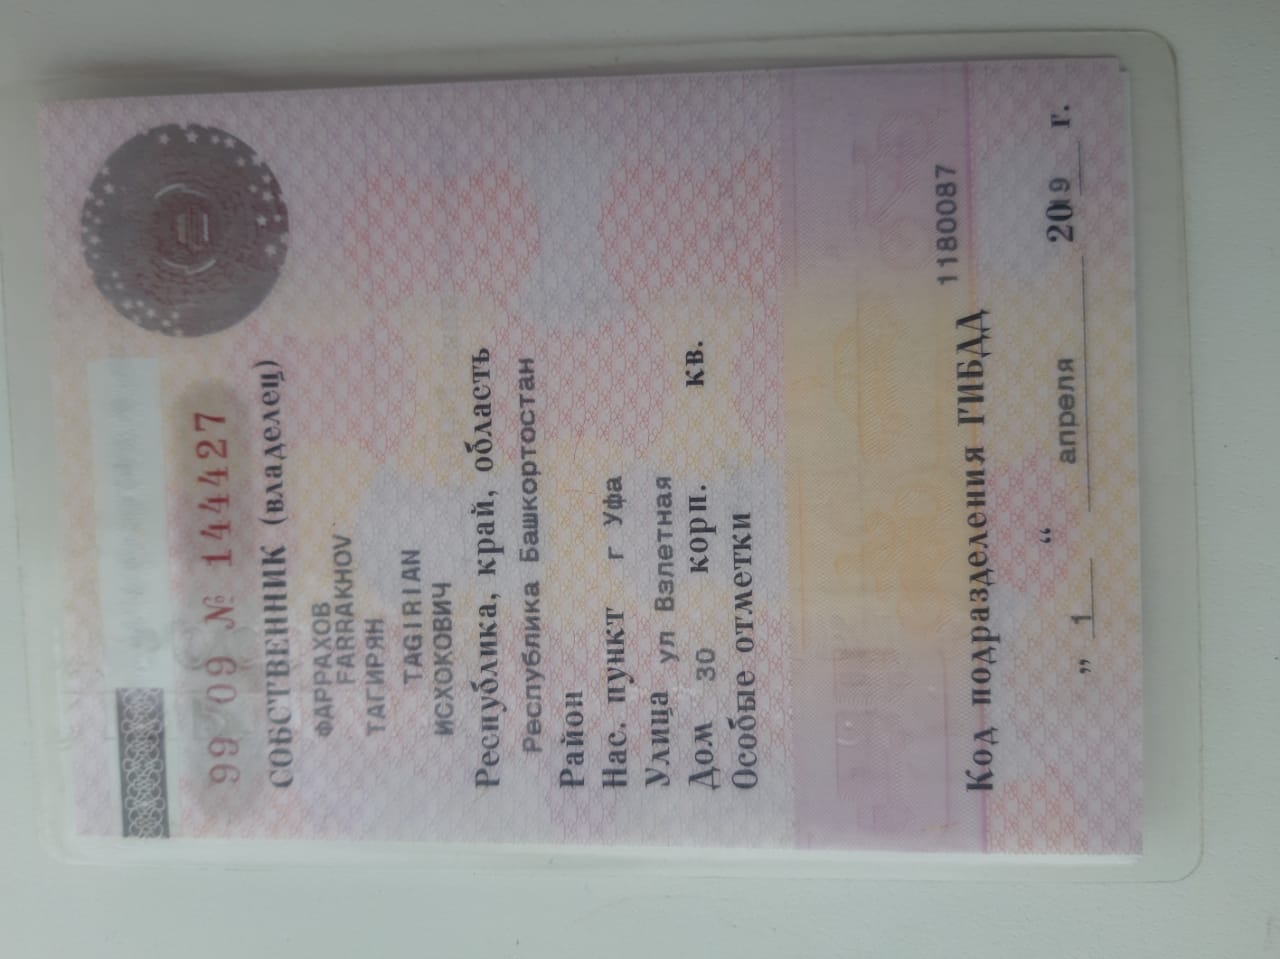 99 09 № 144427
СОБСТВЕННИК (владелец)
ФАРРАХОВ
FARRAKHOV
ТАГИРЯН
TAGIRIAN
ИСХОКОВИЧ
Республика, край, область
Республика Башкортостан
Район
Нас. пункт г Уфа
Улица ул Взлетная
Дом 30 корп. кв.
Особые отметки
1180087
Код подразделения ГИБДД
„ 1 “ апреля 2019 г.